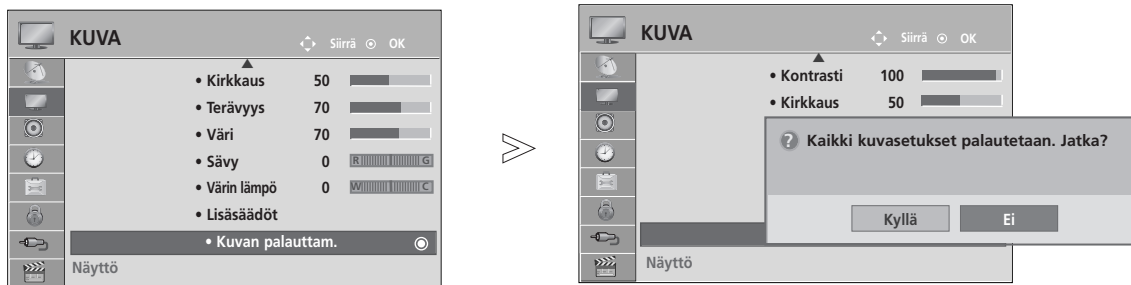 KUVA
Siirrä OK
• Kirkkaus 50
• Terävyys 70
• Väri 70
• Sävy 0 R G
• Värin lämpö 0 W C
• Lisäsäädöt
• Kuvan palauttam.
Näyttö
KUVA
Siirrä OK
• Kontrasti 100
• Kirkkaus 50
? Kaikki kuvasetukset palautetaan. Jatka?
Kyllä Ei
Näyttö